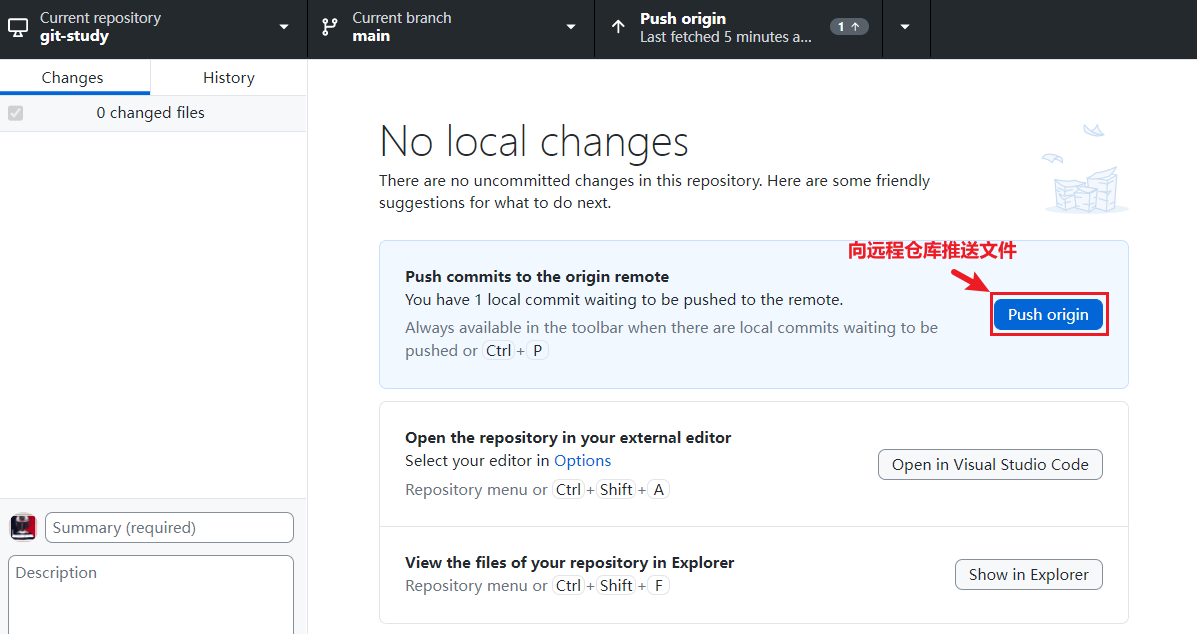 Current repository
git-study
Current branch
main
Push origin
Last fetched 5 minutes a...
1
Changes
History
0 changed files
No local changes
There are no uncommitted changes in this repository. Here are some friendly
suggestions for what to do next.
向远程仓库推送文件
Push commits to the origin remote
You have 1 local commit waiting to be pushed to the remote.
Always available in the toolbar when there are local commits waiting to be
pushed or Ctrl + P
Push origin
Open the repository in your external editor
Select your editor in Options
Repository menu or Ctrl + Shift + A
Open in Visual Studio Code
View the files of your repository in Explorer
Repository menu or Ctrl + Shift + F
Show in Explorer
Summary (required)
Description